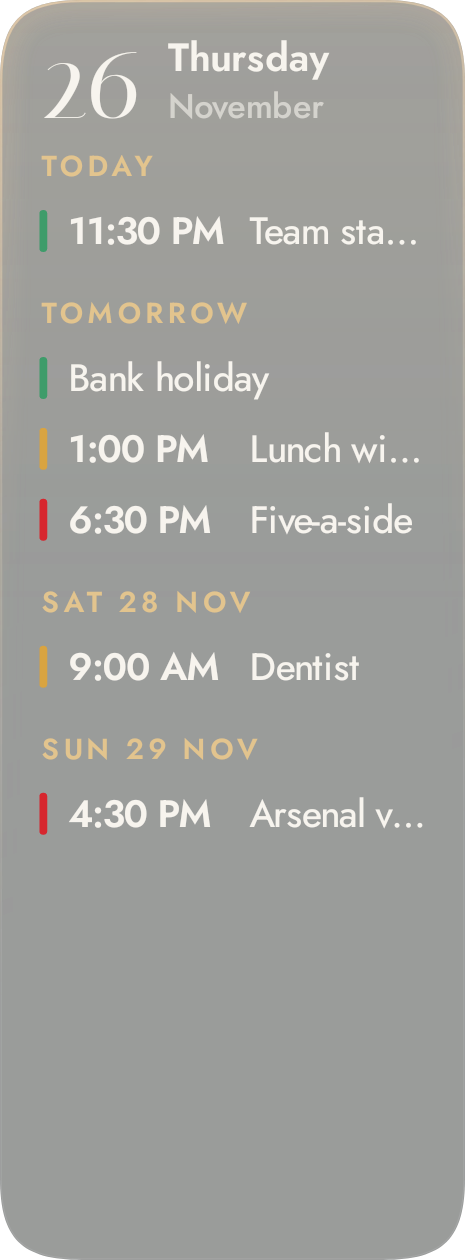 26 Thursday
November
TODAY
11:30 PM Team sta...
TOMORROW
Bank holiday
1:00 PM Lunch wi...
6:30 PM Five-a-side
SAT 28 NOV
9:00 AM Dentist
SUN 29 NOV
4:30 PM Arsenal v...